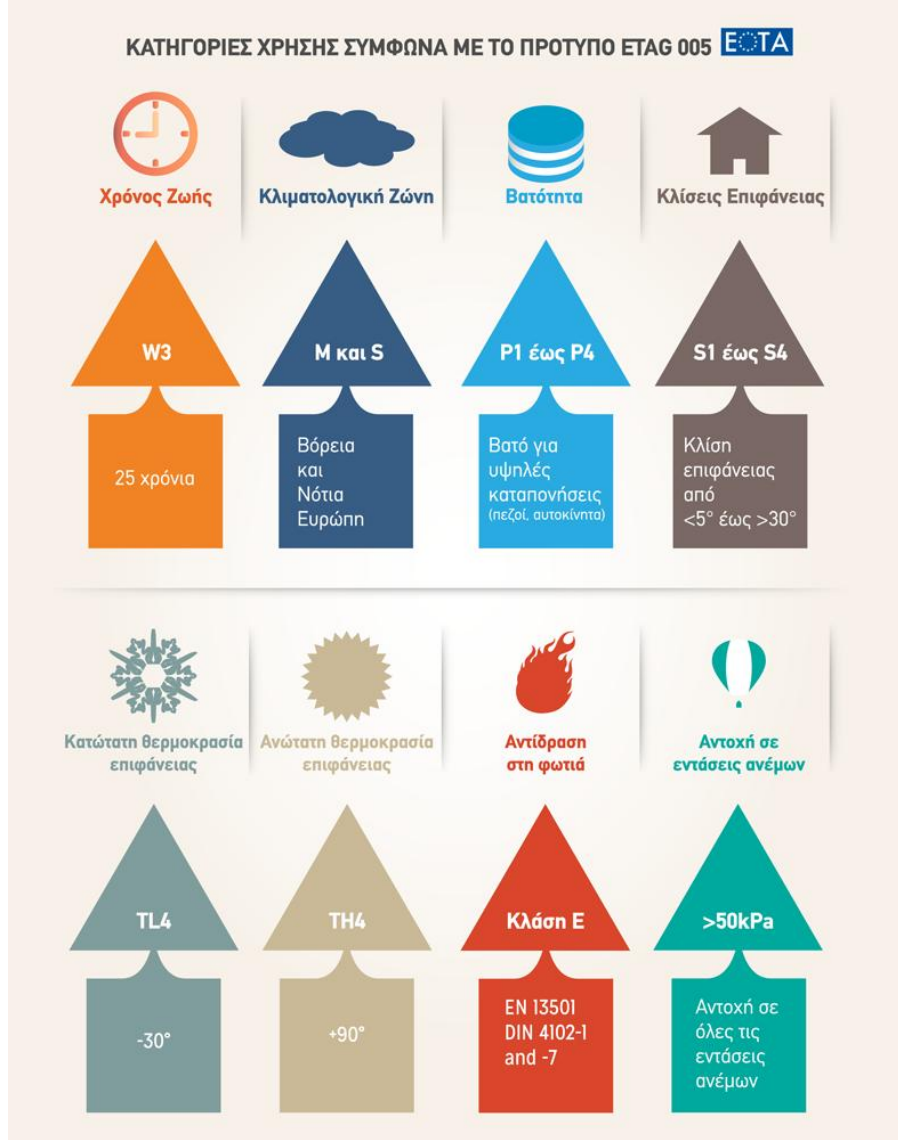 ΚΑΤΗΓΟΡΙΕΣ ΧΡΗΣΗΣ ΣΥΜΦΩΝΑ ΜΕ ΤΟ ΠΡΟΤΥΠΟ ETAG 005 EOTA
Χρόνος Ζωής
Κλιματολογική Ζώνη
Βατότητα
Κλίσεις Επιφάνειας
W3
Μ και S
P1 έως P4
S1 έως S4
25 χρόνια
Βόρεια
και
Νότια
Ευρώπη
Βατό για
υψηλές
καταπονήσεις
(πεζοί, αυτοκίνητα)
Κλίση
επιφάνειας
από
<5° έως >30°
Κατώτατη θερμοκρασία
επιφάνειας
Ανώτατη θερμοκρασία
επιφάνειας
Αντίδραση
στη φωτιά
Αντοχή σε
εντάσεις ανέμων
TL4
TH4
Κλάση Ε
>50kPa
-30°
+90°
EN 13501
DIN 4102-1
and -7
Αντοχή σε
όλες τις
εντάσεις
ανέμων